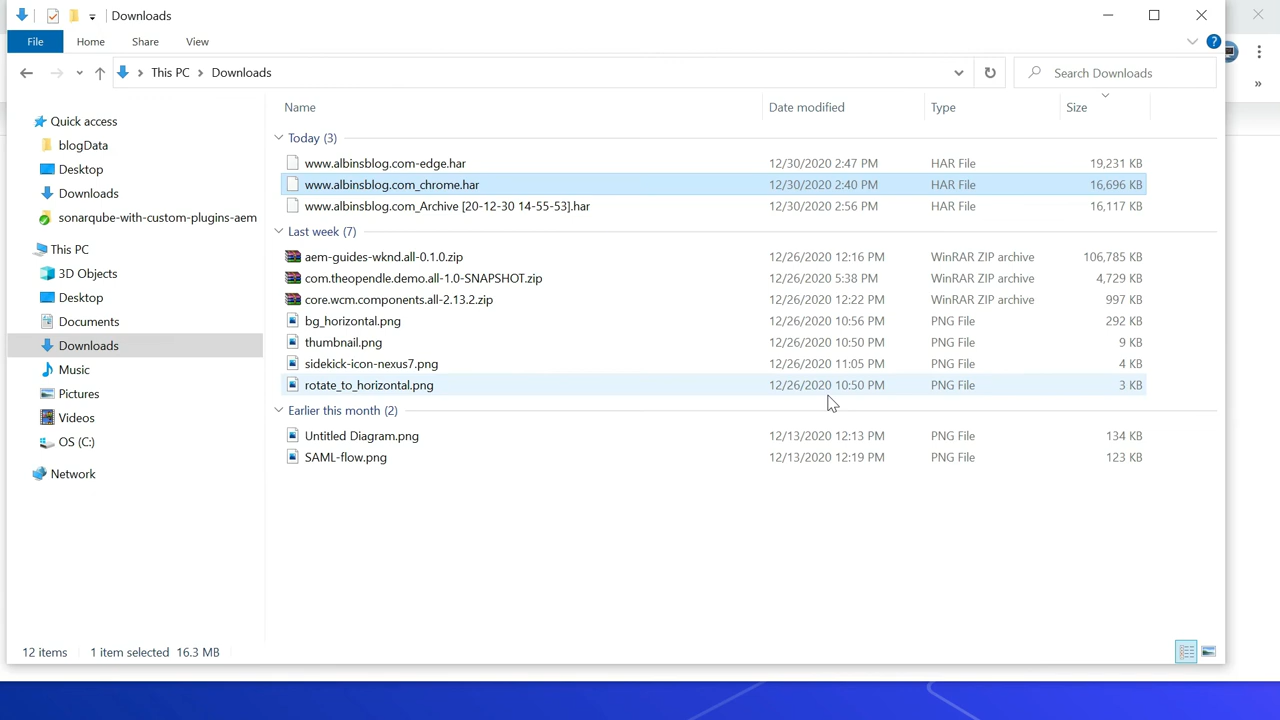 Downloads
File Home Share View ?
This PC > Downloads Search Downloads
Name Date modified Type Size
Quick access
blogData
Desktop
Downloads
sonarqube-with-custom-plugins-aem
This PC
3D Objects
Desktop
Documents
Downloads
Music
Pictures
Videos
OS (C:)
Network
Today (3)
www.albinsblog.com-edge.har 12/30/2020 2:47 PM HAR File 19,231 KB
www.albinsblog.com_chrome.har 12/30/2020 2:40 PM HAR File 16,696 KB
www.albinsblog.com_Archive [20-12-30 14-55-53].har 12/30/2020 2:56 PM HAR File 16,117 KB
Last week (7)
aem-guides-wknd.all-0.1.0.zip 12/26/2020 12:16 PM WinRAR ZIP archive 106,785 KB
com.theopendle.demo.all-1.0-SNAPSHOT.zip 12/26/2020 5:38 PM WinRAR ZIP archive 4,729 KB
core.wcm.components.all-2.13.2.zip 12/26/2020 12:22 PM WinRAR ZIP archive 997 KB
bg_horizontal.png 12/26/2020 10:56 PM PNG File 292 KB
thumbnail.png 12/26/2020 10:50 PM PNG File 9 KB
sidekick-icon-nexus7.png 12/26/2020 11:05 PM PNG File 4 KB
rotate_to_horizontal.png 12/26/2020 10:50 PM PNG File 3 KB
Earlier this month (2)
Untitled Diagram.png 12/13/2020 12:13 PM PNG File 134 KB
SAML-flow.png 12/13/2020 12:19 PM PNG File 123 KB
12 items 1 item selected 16.3 MB